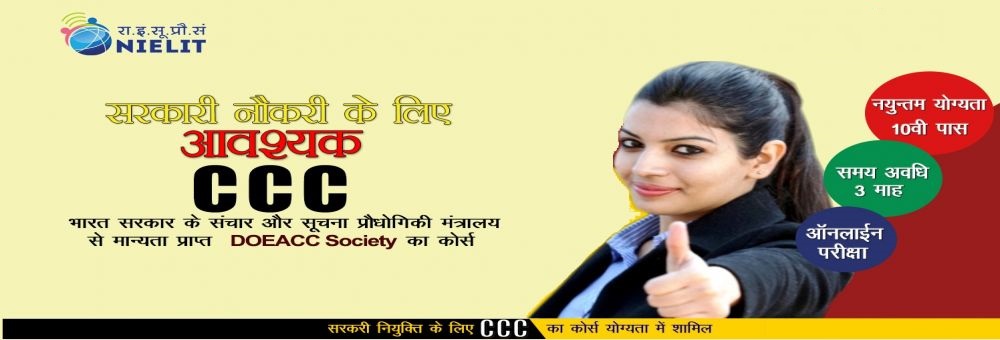 रा.इ.सू.प्रौ.सं
NIELIT
सरकारी नौकरी के लिए
आवश्यक
CCC
भारत सरकार के संचार और सूचना प्रौघोगिकी मंत्रालय
से मान्यता प्राप्त DOEACC Society का कोर्स
नयुन्तम योग्यता
10वी पास
समय अवधि
3 माह
ऑनलाईन
परीक्षा
सरकरी नियुक्ति के लिए CCC का कोर्स योग्यता में शामिल